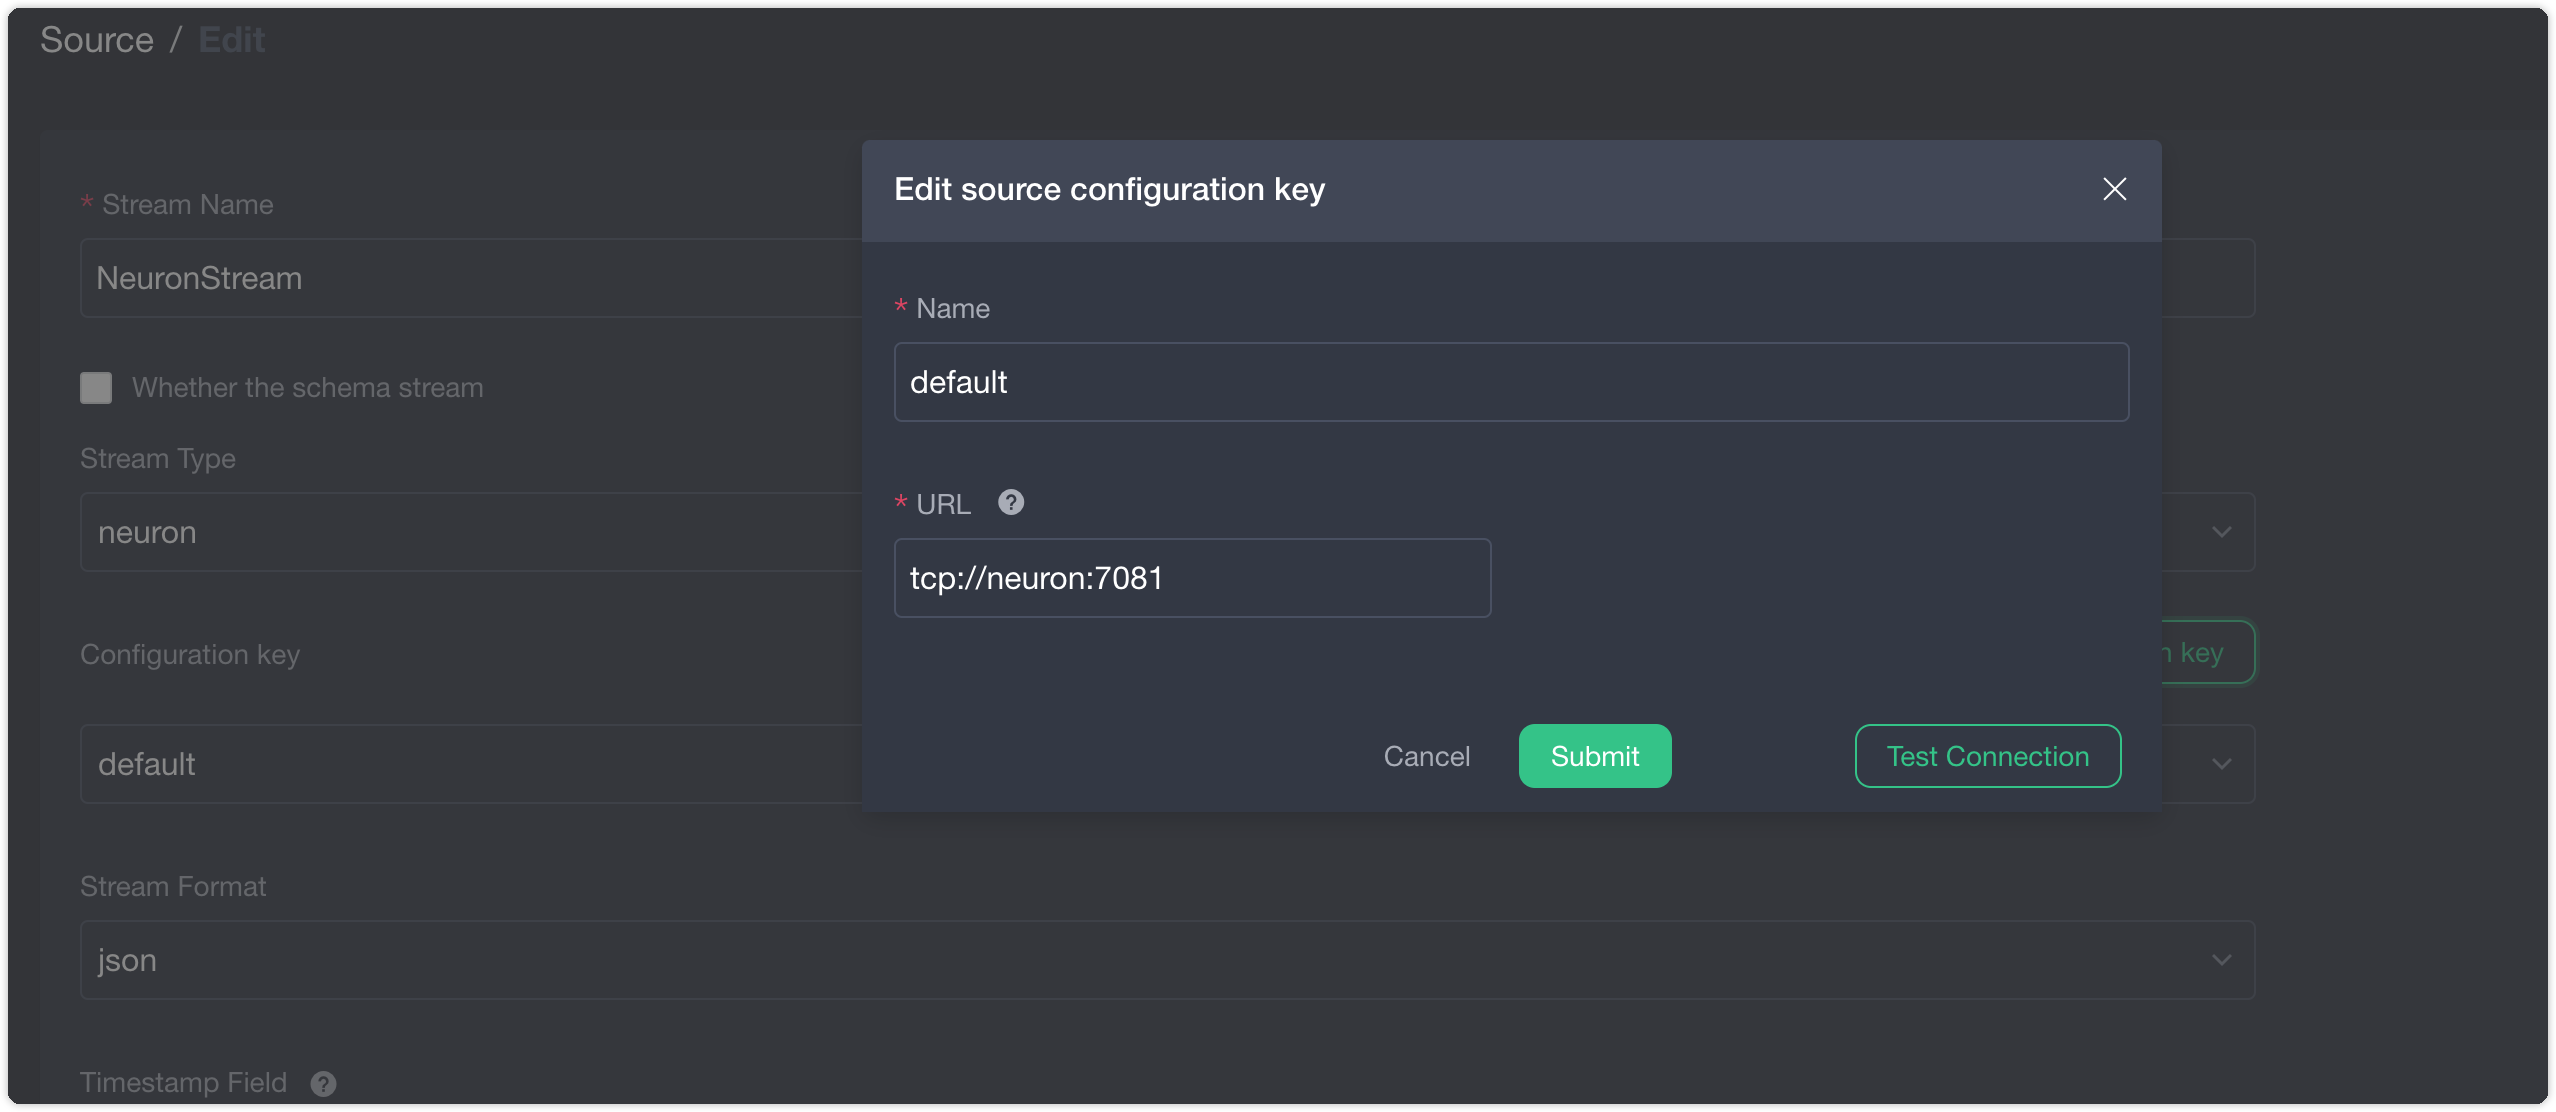 Source / Edit
Edit source configuration key
* Stream Name
NeuronStream
* Name
default
Whether the schema stream
Stream Type
neuron
* URL ?
tcp://neuron:7081
Configuration key
n key
default
Cancel
Submit
Test Connection
Stream Format
json
Timestamp Field ?